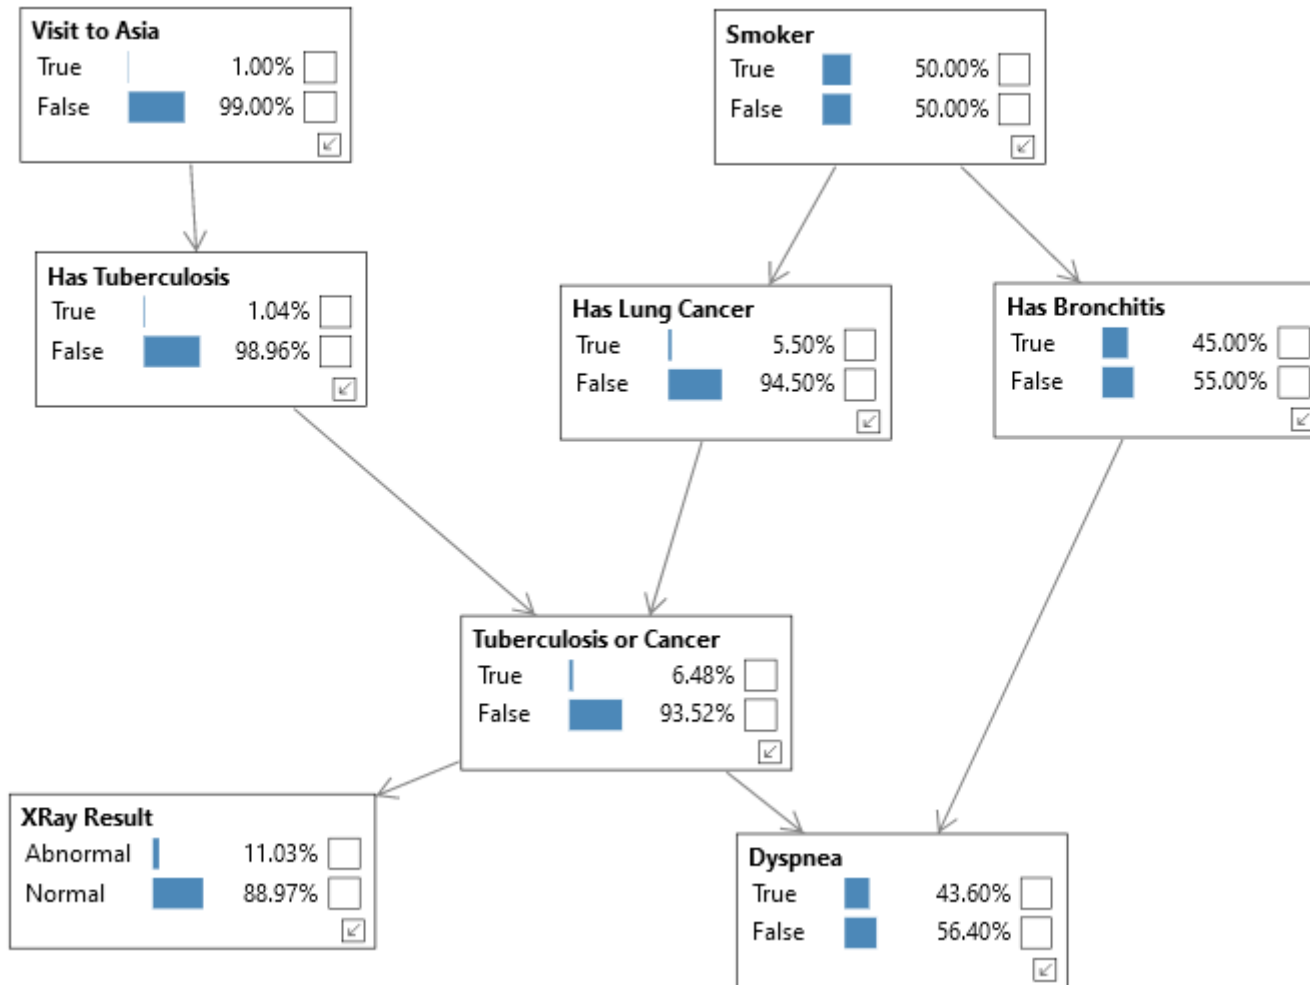 Visit to Asia
True 1.00%
False 99.00%
Smoker
True 50.00%
False 50.00%
Has Tuberculosis
True 1.04%
False 98.96%
Has Lung Cancer
True 5.50%
False 94.50%
Has Bronchitis
True 45.00%
False 55.00%
Tuberculosis or Cancer
True 6.48%
False 93.52%
XRay Result
Abnormal 11.03%
Normal 88.97%
Dyspnea
True 43.60%
False 56.40%